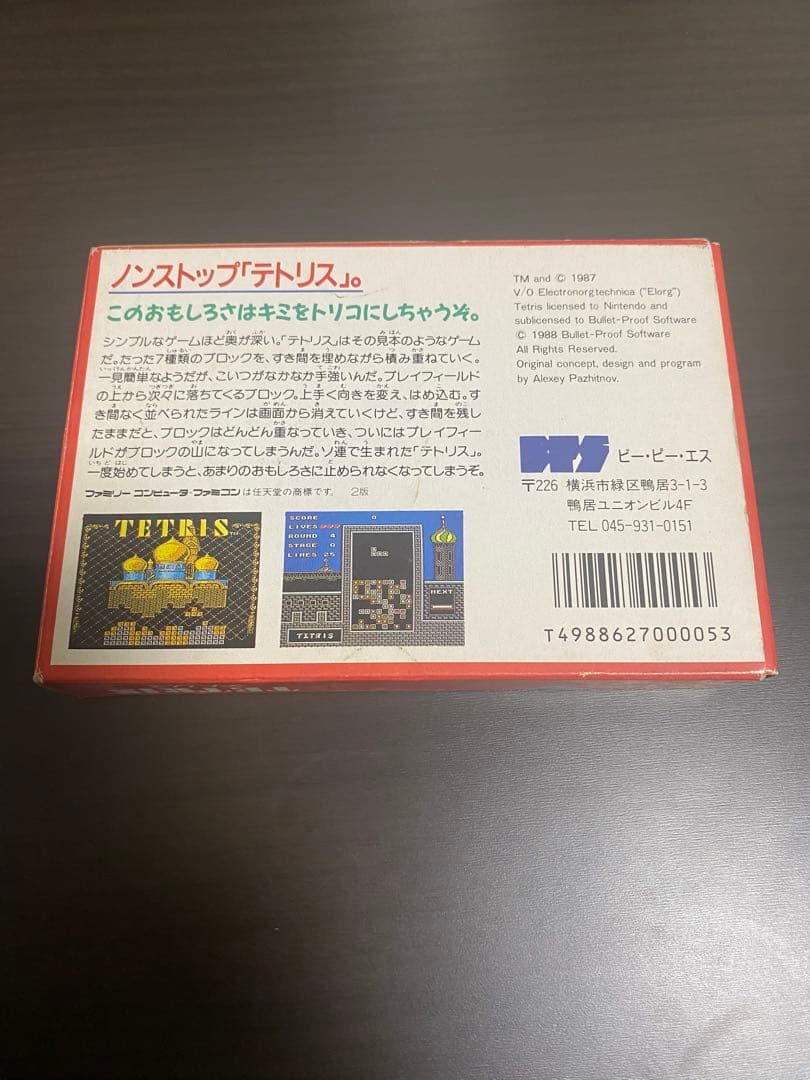 ノンストップ「テトリス」。
このおもしろさはキミをトリコにしちゃうぞ。
シンプルなゲームほど奥が深い。「テトリス」はその見本のようなゲーム
だ。たった7種類のブロックを、すき間を埋めながら積み重ねていく。
一見簡単なようだが、こいつがなかなか手強いんだ。プレイフィールド
の上から次々に落ちてくるブロック。上手く向きを変え、はめ込む。す
き間なく並べられたラインは画面から消えていくけど、すき間を残し
たままだと、ブロックはどんどん重なっていき、ついにはプレイフィー
ルドがブロックの山になってしまうんだ。ソ連で生まれた「テトリス」。
一度始めてしまうと、あまりのおもしろさに止められなくなってしまうぞ。
ファミリーコンピュータ・ファミコンは任天堂の商標です。 2版
TETRIS™
SCORE 0
LIVES
ROUND 4
STAGE 0
LINES 25
NEXT
TETRIS
TM and © 1987
V/O Electronorgtechnica ("Elorg")
Tetris licensed to Nintendo and
sublicensed to Bullet-Proof Software
© 1988 Bullet-Proof Software
All Rights Reserved.
Original concept, design and program
by Alexey Pazhitnov.
BPS ビー・ピー・エス
〒226 横浜市緑区鴨居3-1-3
鴨居ユニオンビル4F
TEL 045-931-0151
T4988627000053